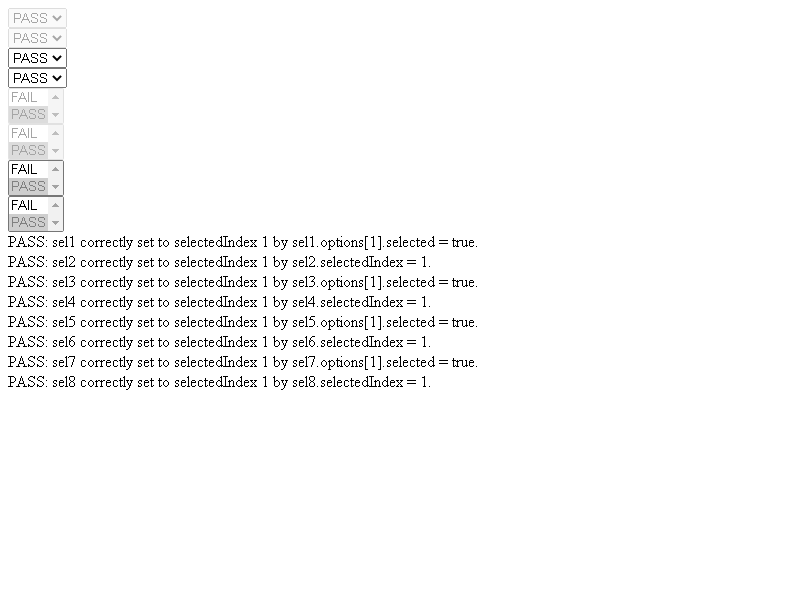 PASS
PASS
PASS
PASS
FAIL
PASS
FAIL
PASS
FAIL
PASS
FAIL
PASS
PASS: sel1 correctly set to selectedIndex 1 by sel1.options[1].selected = true.
PASS: sel2 correctly set to selectedIndex 1 by sel2.selectedIndex = 1.
PASS: sel3 correctly set to selectedIndex 1 by sel3.options[1].selected = true.
PASS: sel4 correctly set to selectedIndex 1 by sel4.selectedIndex = 1.
PASS: sel5 correctly set to selectedIndex 1 by sel5.options[1].selected = true.
PASS: sel6 correctly set to selectedIndex 1 by sel6.selectedIndex = 1.
PASS: sel7 correctly set to selectedIndex 1 by sel7.options[1].selected = true.
PASS: sel8 correctly set to selectedIndex 1 by sel8.selectedIndex = 1.